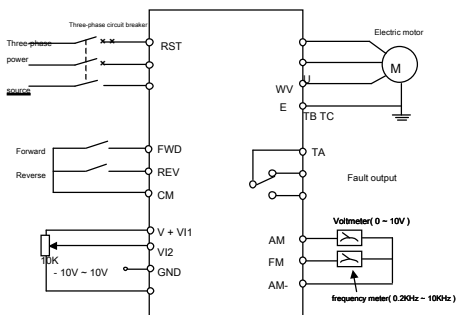 Three-phase circuit breaker
Three-phase
power
source
RST
Electric motor
M
U
WV
E
TB TC
TA
Fault output
Forward
Reverse
FWD
REV
CM
V + VI1
VI2
10K
- 10V ~ 10V
GND
Voltmeter( 0 ~ 10V )
AM
FM
AM-
frequency meter( 0.2KHz ~ 10KHz )